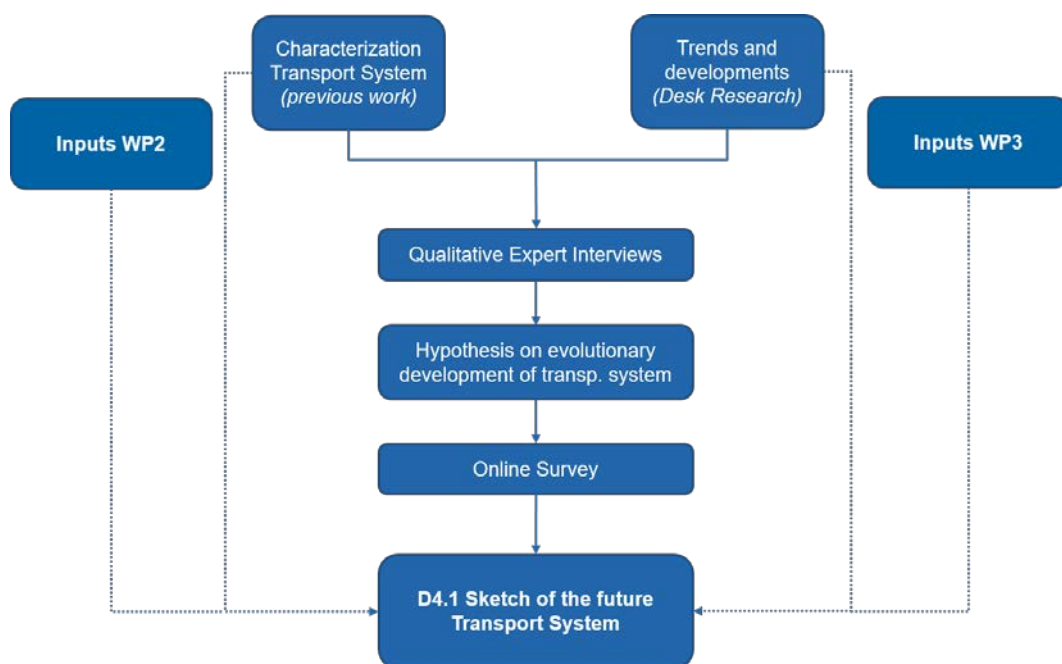 Characterization
Transport System
(previous work)
Trends and
developments
(Desk Research)
Inputs WP2
Inputs WP3
Qualitative Expert Interviews
Hypothesis on evolutionary
development of transp. system
Online Survey
D4.1 Sketch of the future
Transport System